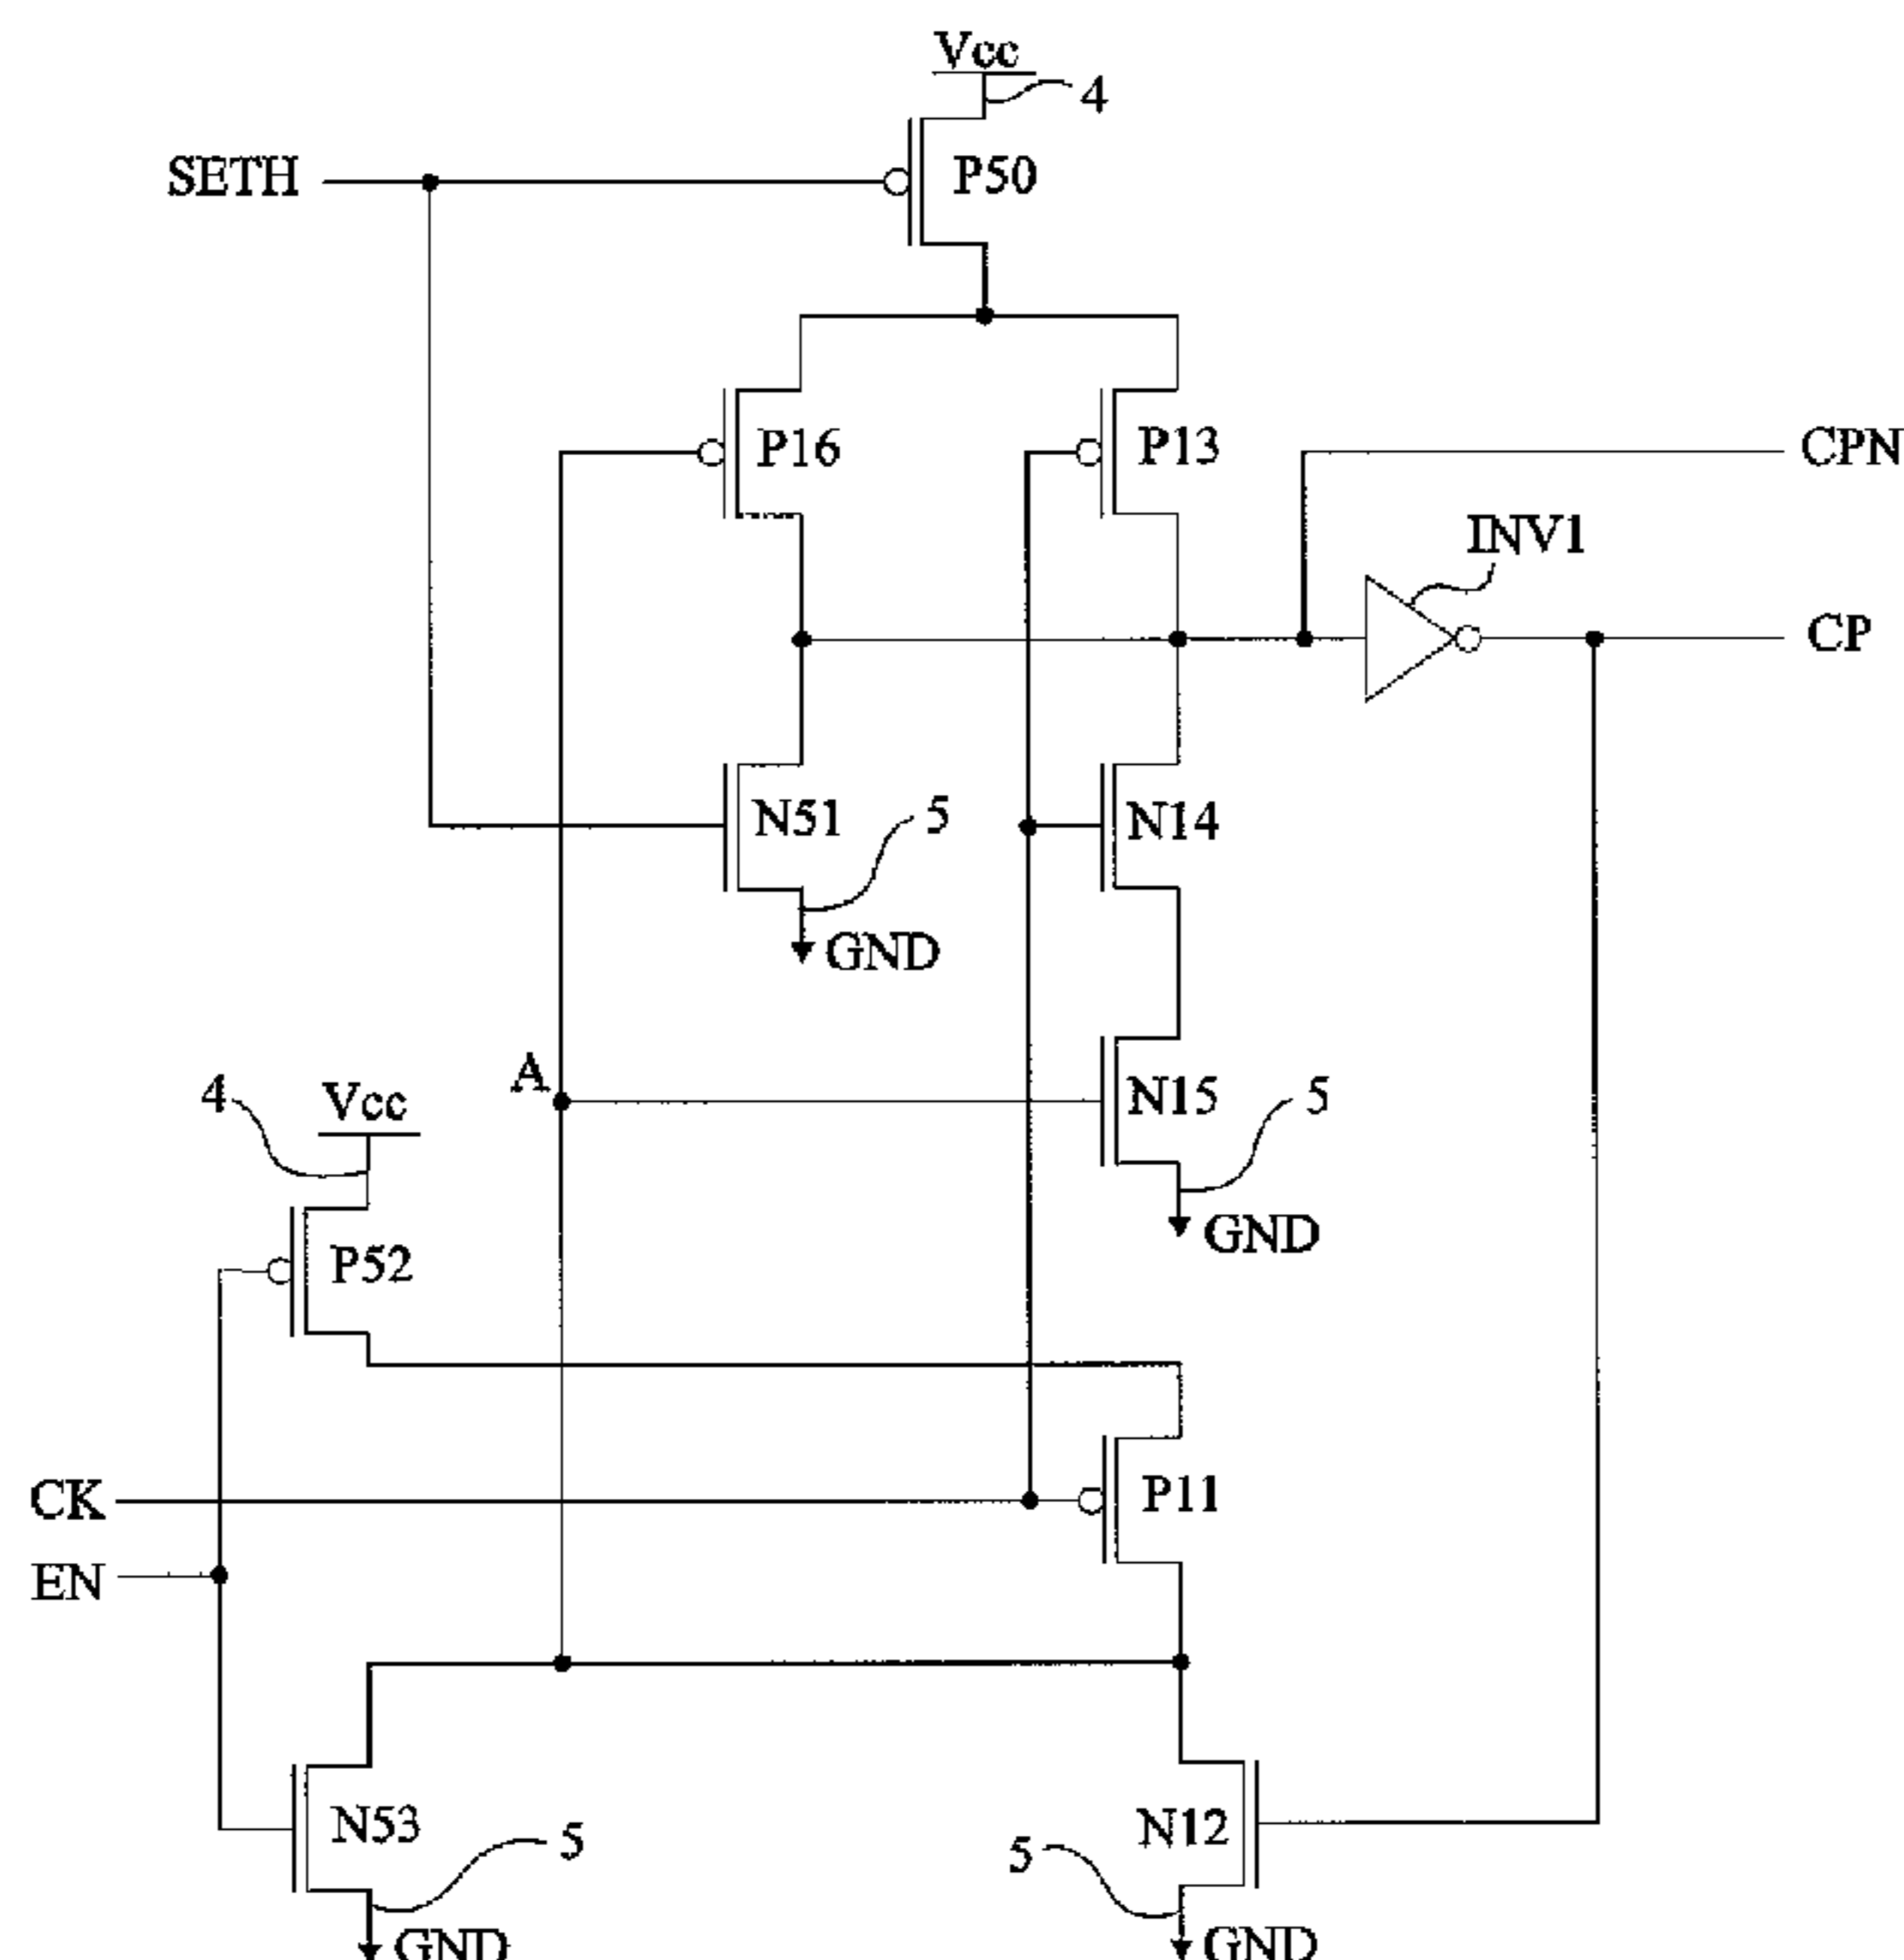 Vcc
4
SETH
P50
P16
P13
CPN
INV1
CP
N51
5
N14
GND
A
4
Vcc
N15
5
GND
P52
CK
P11
EN
N53
5
N12
5
GND
GND